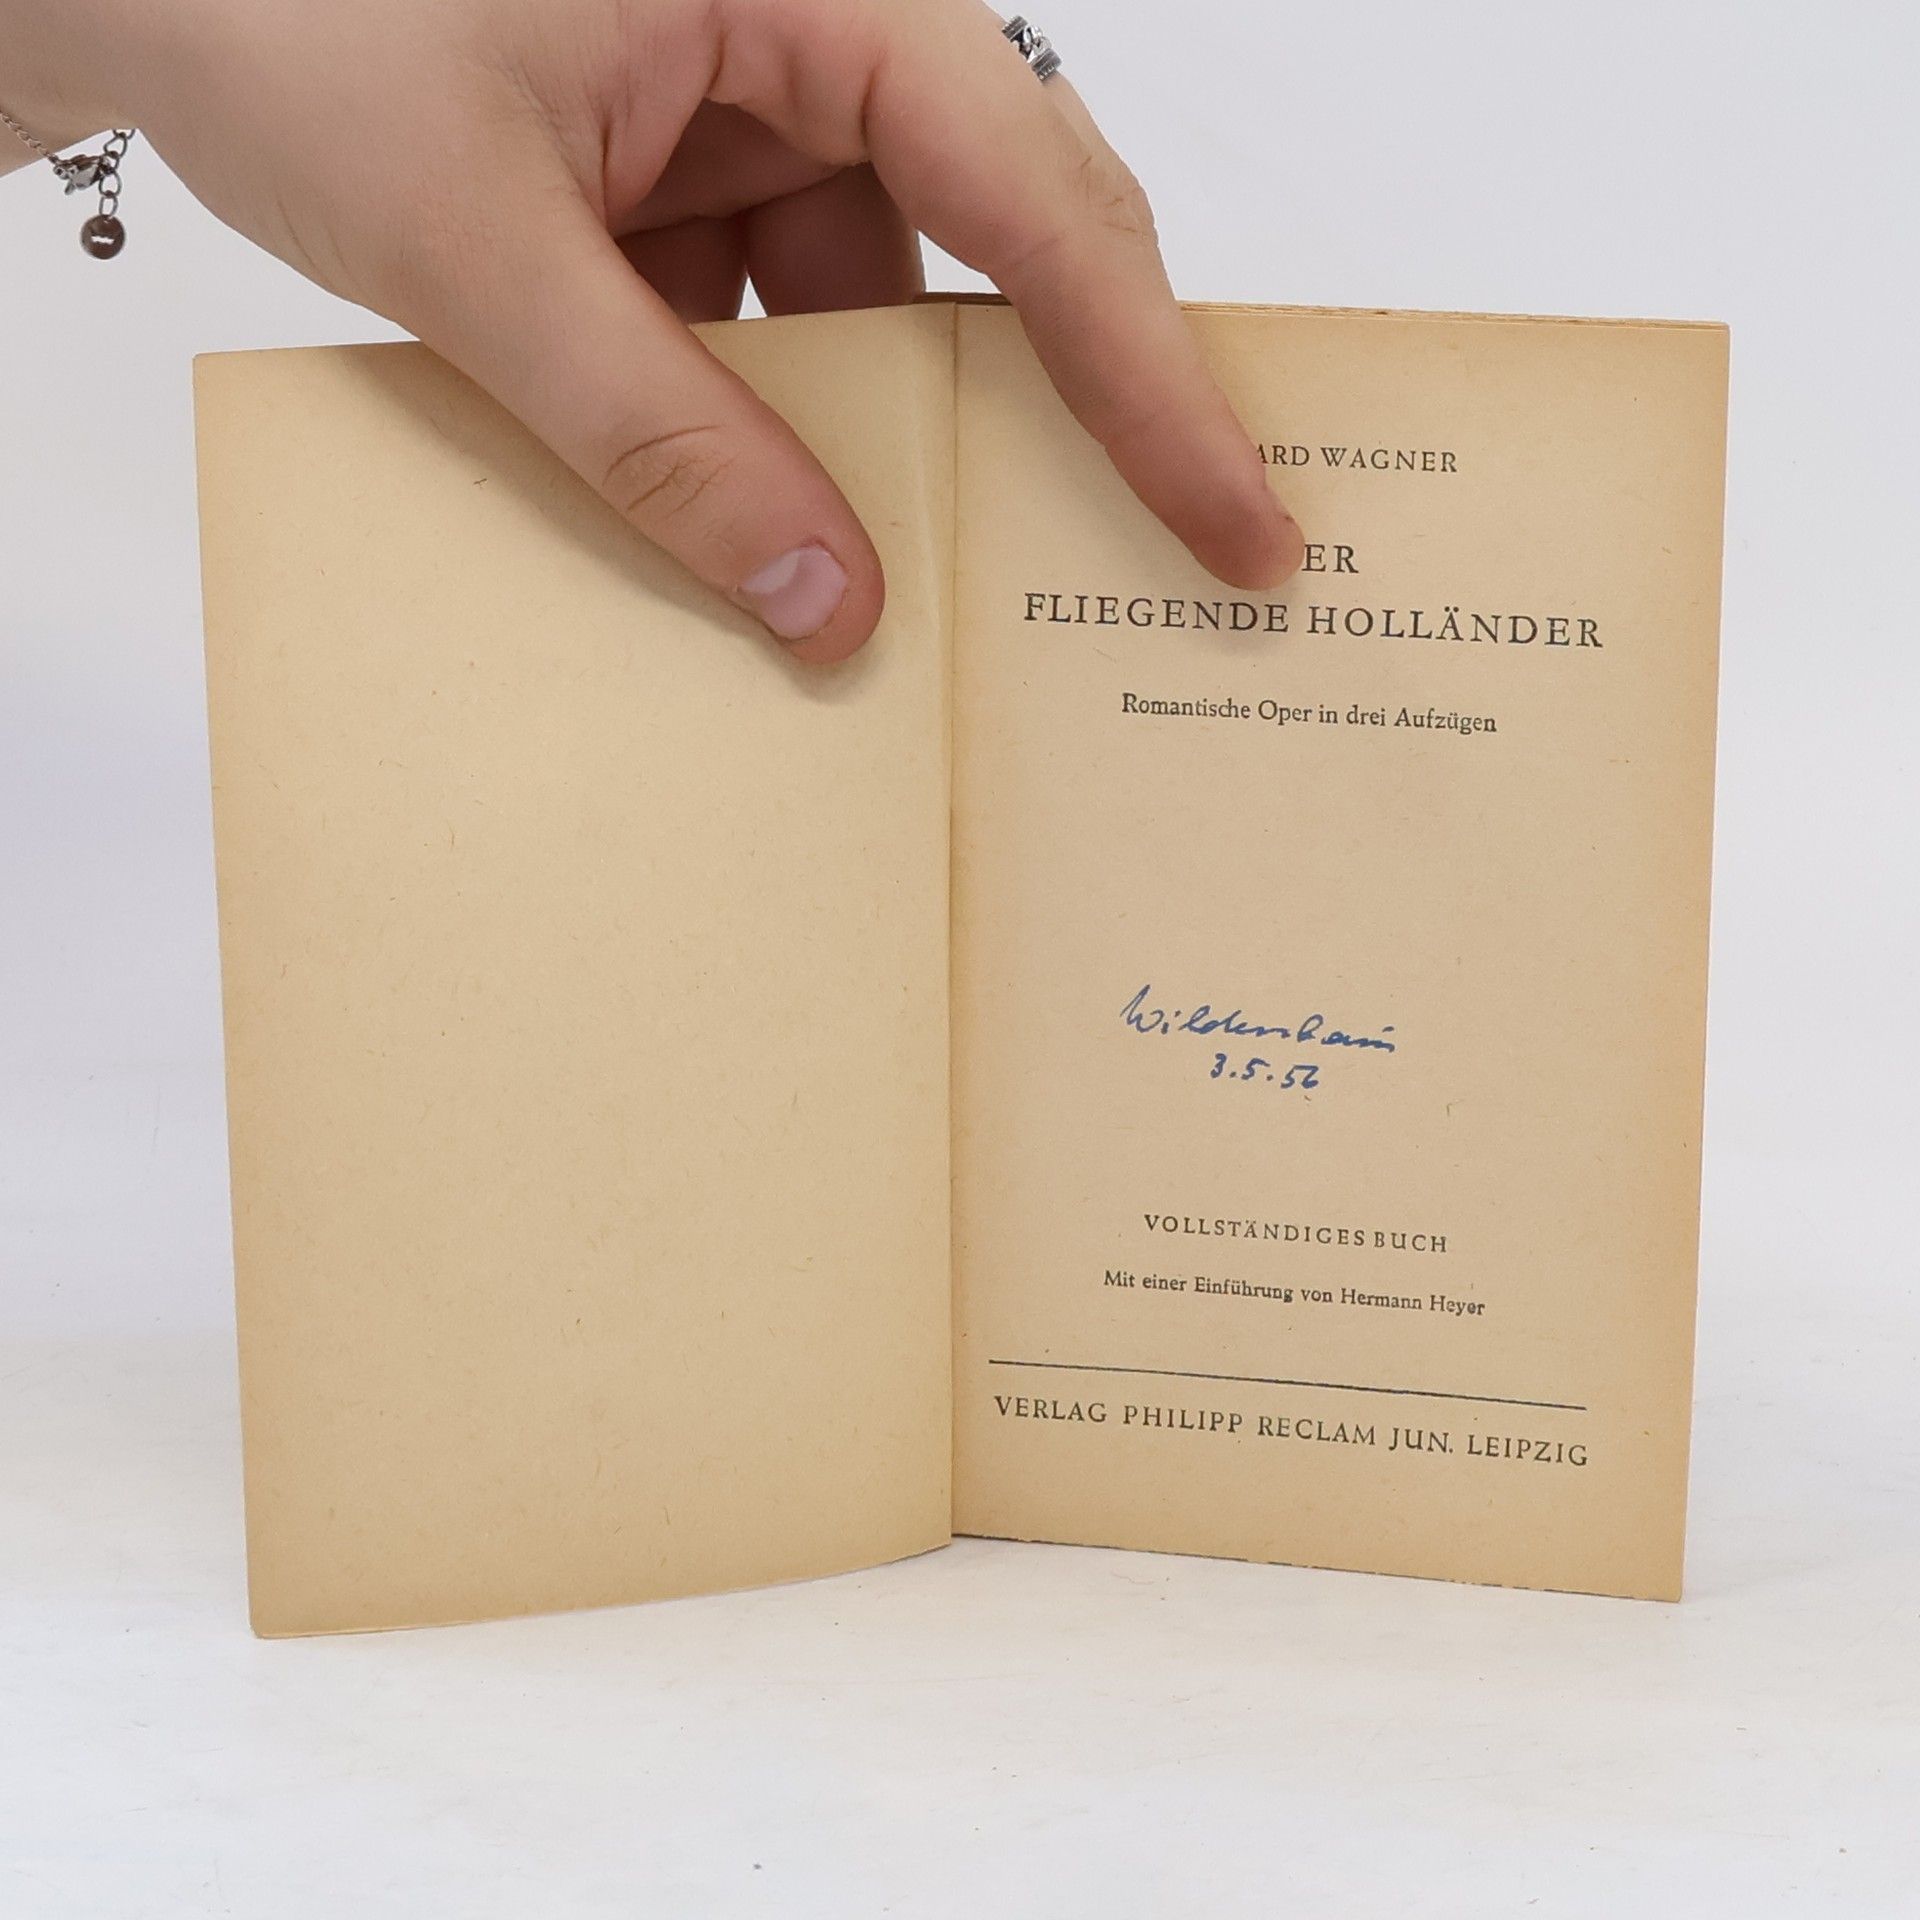 ARD WAGNER
ER
FLIEGENDE HOLLÄNDER
Romantische Oper in drei Aufzügen
3.5.56
VOLLSTÄNDIGES BUCH
Mit einer Einführung von Hermann Heyer
VERLAG PHILIPP RECLAM JUN. LEIPZIG